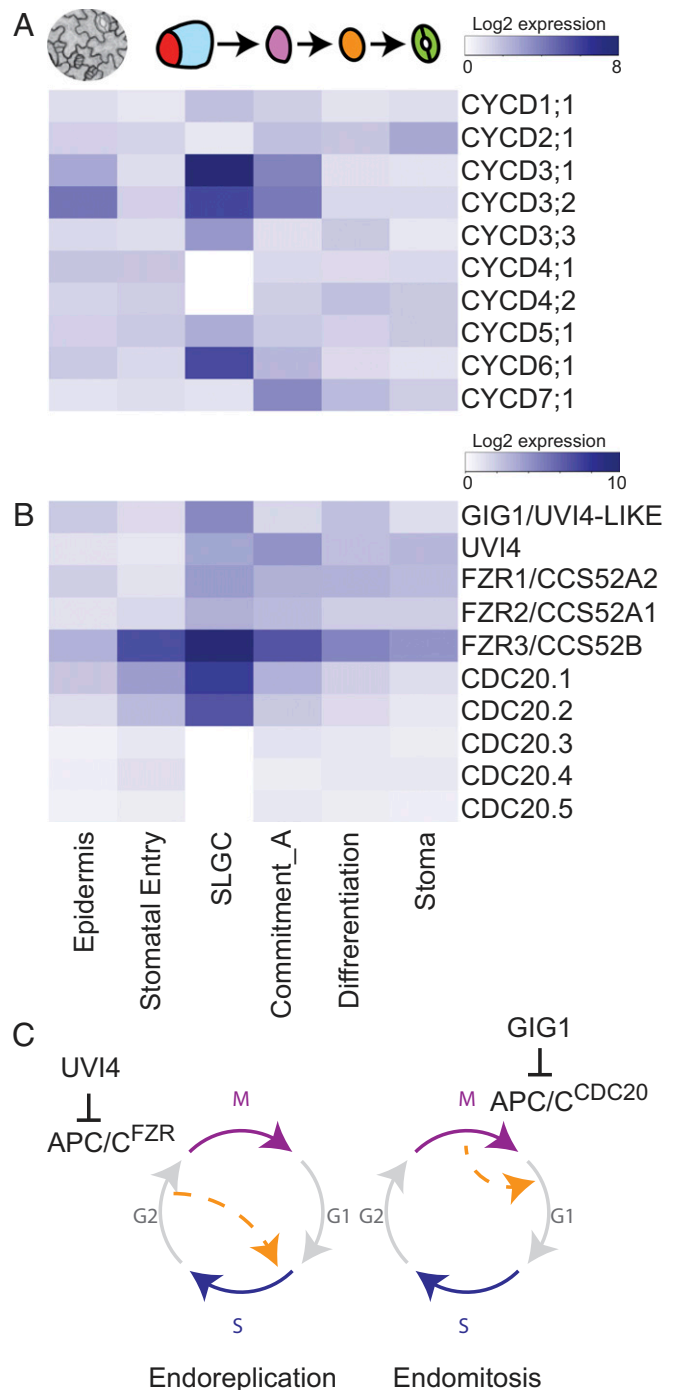 A
Log2 expression
0 8
CYCD1;1
CYCD2;1
CYCD3;1
CYCD3;2
CYCD3;3
CYCD4;1
CYCD4;2
CYCD5;1
CYCD6;1
CYCD7;1
Log2 expression
0 10
B
GIG1/UVI4-LIKE
UVI4
FZR1/CCS52A2
FZR2/CCS52A1
FZR3/CCS52B
CDC20.1
CDC20.2
CDC20.3
CDC20.4
CDC20.5
Epidermis
Stomatal Entry
SLGC
Commitment_A
Diffrerentiation
Stoma
C
UVI4
APC/C^FZR
M
G2
G1
S
Endoreplication
GIG1
APC/C^CDC20
M
G2
G1
S
Endomitosis